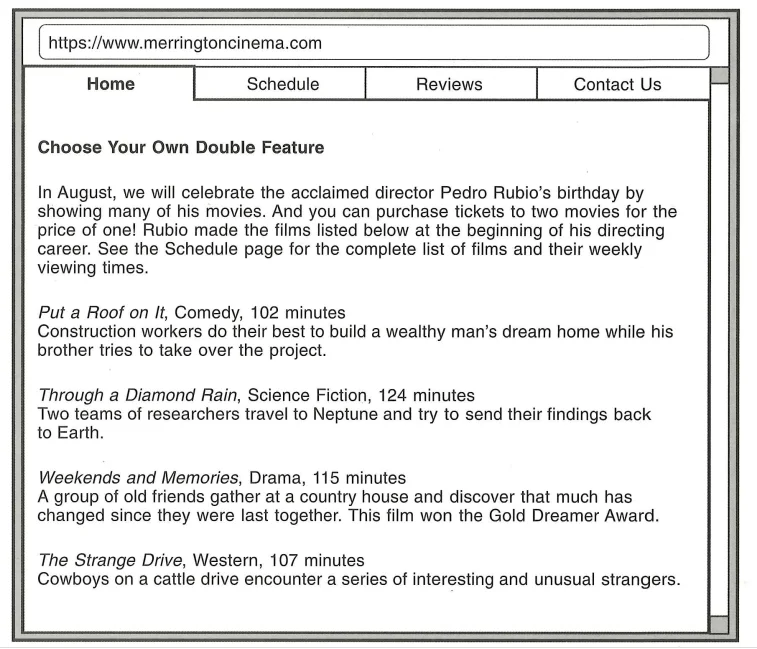 https://www.merringtoncinema.com
Home Schedule Reviews Contact Us
Choose Your Own Double Feature
In August, we will celebrate the acclaimed director Pedro Rubio's birthday by
showing many of his movies. And you can purchase tickets to two movies for the
price of one! Rubio made the films listed below at the beginning of his directing
career. See the Schedule page for the complete list of films and their weekly
viewing times.
Put a Roof on It, Comedy, 102 minutes
Construction workers do their best to build a wealthy man's dream home while his
brother tries to take over the project.
Through a Diamond Rain, Science Fiction, 124 minutes
Two teams of researchers travel to Neptune and try to send their findings back
to Earth.
Weekends and Memories, Drama, 115 minutes
A group of old friends gather at a country house and discover that much has
changed since they were last together. This film won the Gold Dreamer Award.
The Strange Drive, Western, 107 minutes
Cowboys on a cattle drive encounter a series of interesting and unusual strangers.